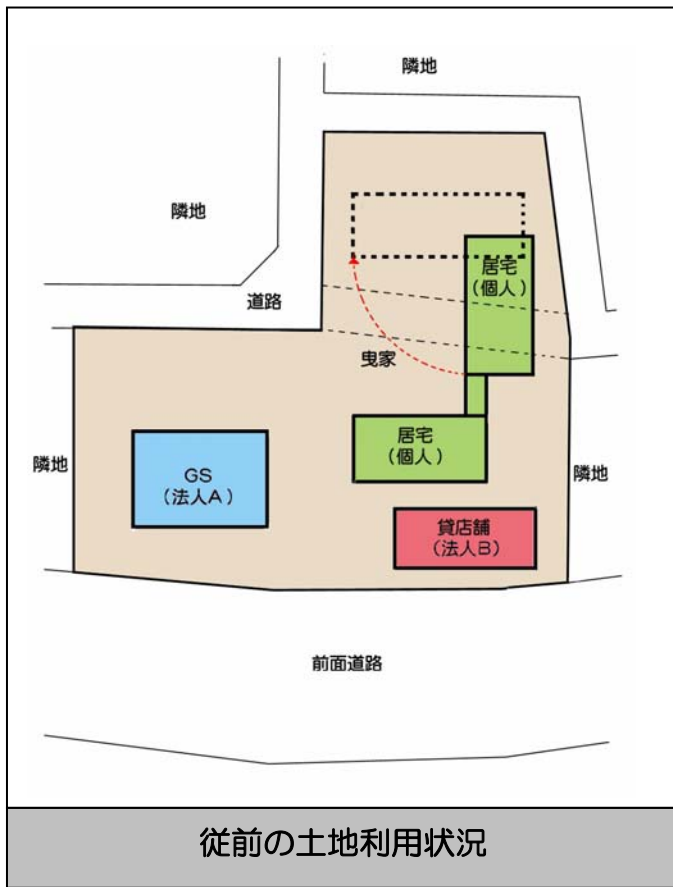 隣地
隣地
居宅
(個人)
道路
曳家
居宅
(個人)
隣地
GS
(法人A)
隣地
貸店舗
(法人B)
前面道路
従前の土地利用状況